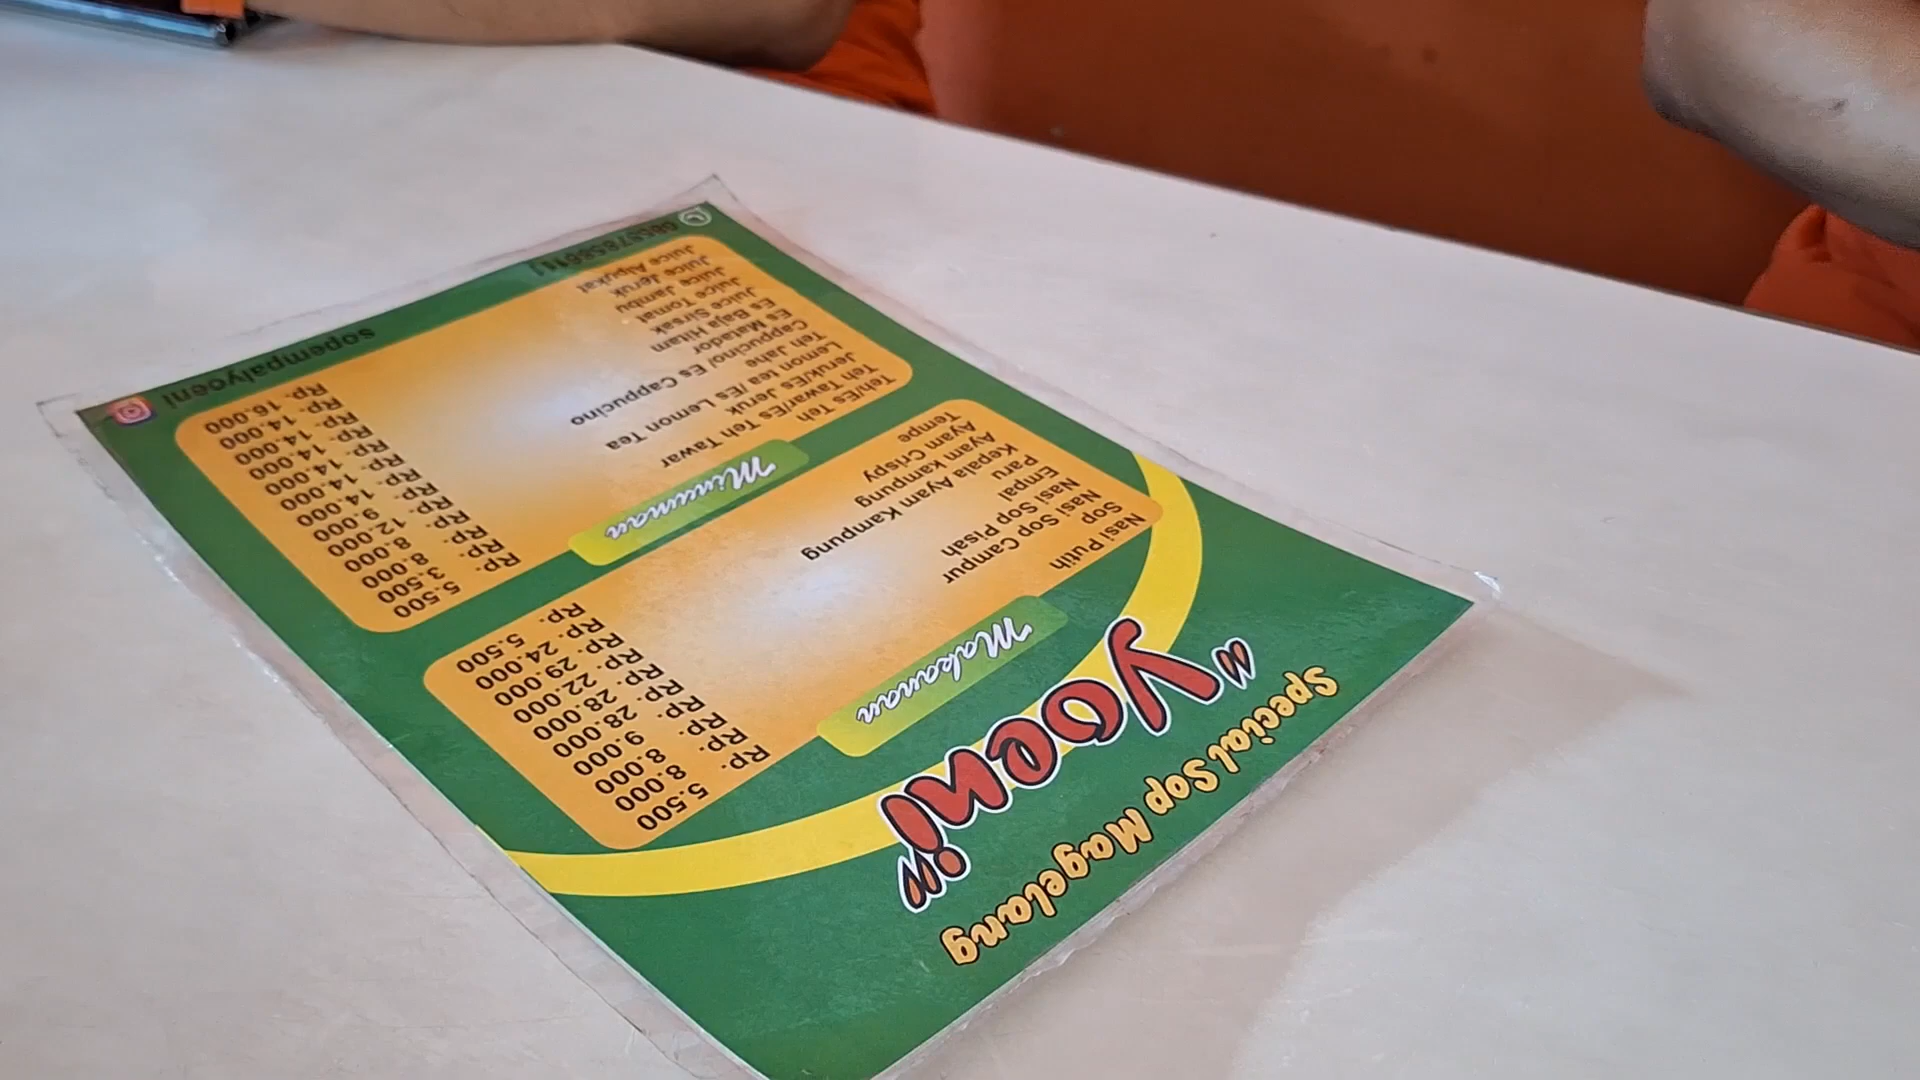 Special Sop Magelang
"Yoeni"
Makanan
Nasi Putih Rp. 5.500
Sop Rp. 8.000
Nasi Sop Campur Rp. 8.000
Nasi Sop Pisah Rp. 9.000
Empal Rp. 28.000
Paru Rp. 28.000
Kepala Ayam Kampung Rp. 22.000
Ayam kampung Rp. 29.000
Ayam Crispy Rp. 24.000
Tempe Rp. 5.500
Minuman
Teh/Es Teh Rp. 5.500
Teh Tawar/Es Teh Tawar Rp. 3.500
Jeruk/Es Jeruk Rp. 8.000
Lemon tea /Es Lemon Tea Rp. 8.000
Teh Jahe
Cappucino/ Es Cappucino
Es Matador
Es Baja Hitam
Juice Sirsak Rp. 14.000
Juice Tomat Rp. 14.000
Juice Jambu Rp. 14.000
Juice Jeruk Rp. 14.000
Juice Alpukat Rp. 16.000
sopempalyoeni